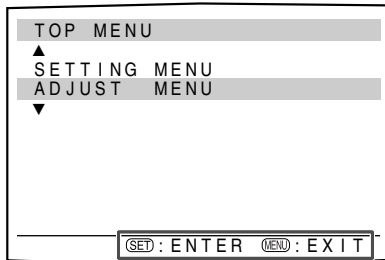 TOP MENU
▲
SETTING MENU
ADJUST MENU
▼
SET : ENTER MENU : EXIT